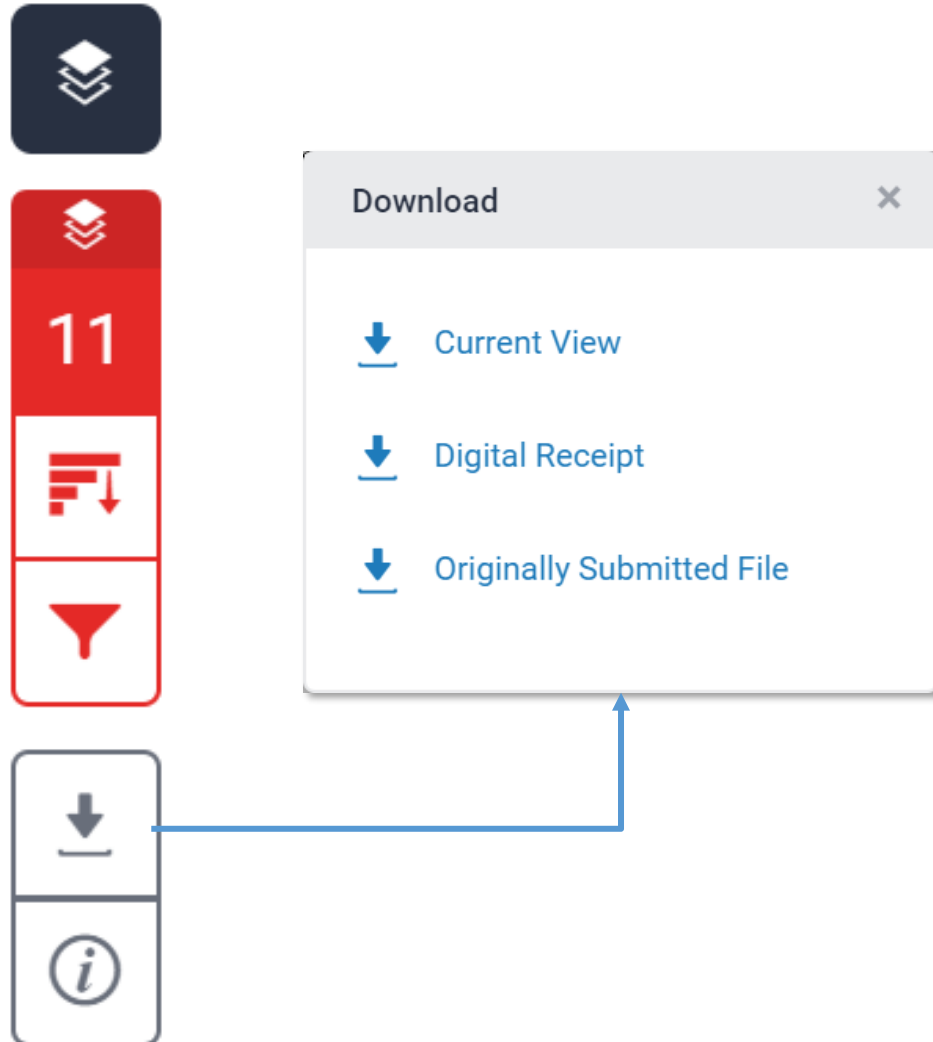 11
Download
Current View
Digital Receipt
Originally Submitted File